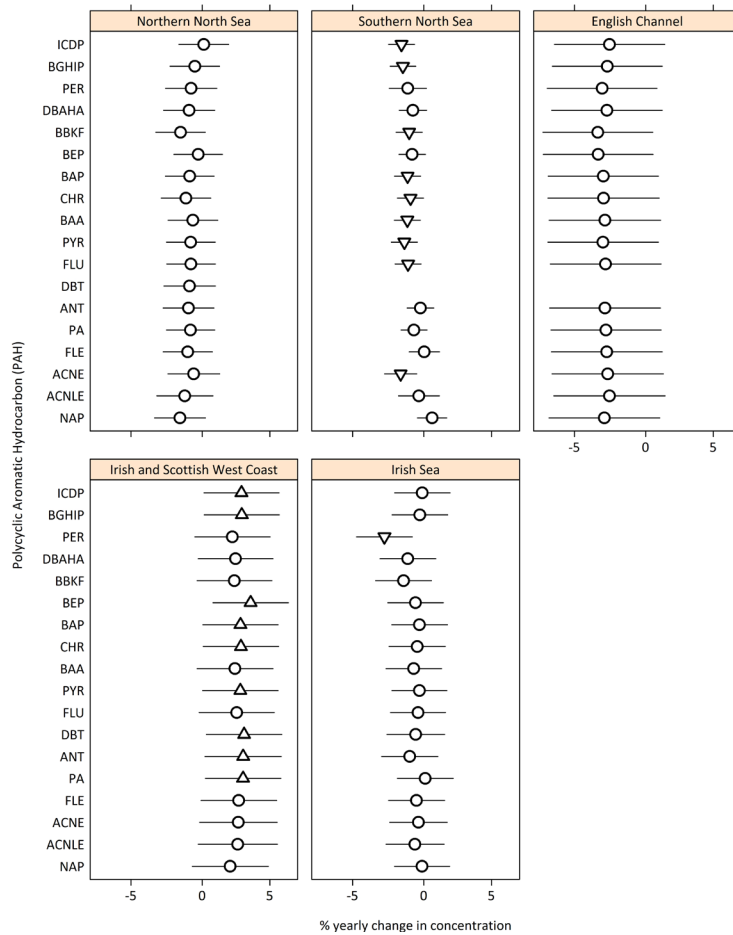 Northern North Sea
Southern North Sea
English Channel
ICDP
BGHIP
PER
DBAHA
BBKF
BEP
BAP
CHR
BAA
PYR
FLU
DBT
ANT
PA
FLE
ACNE
ACNLE
NAP
-5 0 5
Irish and Scottish West Coast
Irish Sea
ICDP
BGHIP
PER
DBAHA
BBKF
BEP
BAP
CHR
BAA
PYR
FLU
DBT
ANT
PA
FLE
ACNE
ACNLE
NAP
-5 0 5
-5 0 5
Polycyclic Aromatic Hydrocarbon (PAH)
% yearly change in concentration